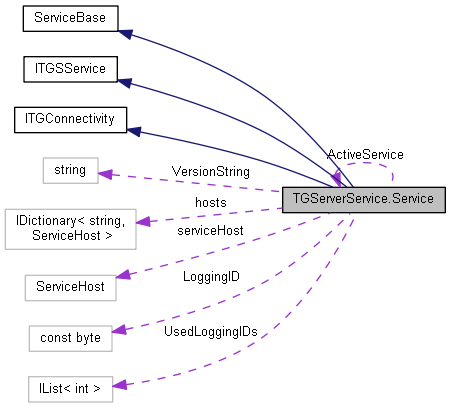 ServiceBase
ITGSService
ITGConnectivity
ActiveService
string
VersionString
TGServerService.Service
hosts
IDictionary< string,
ServiceHost >
serviceHost
ServiceHost
LoggingID
const byte
UsedLoggingIDs
IList< int >